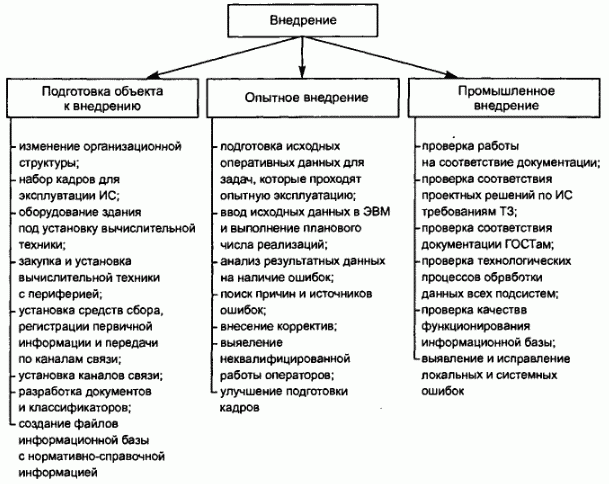 Внедрение
Подготовка объекта
к внедрению
- изменение организационной
структуры;
- набор кадров для
эксплувтации ИС;
- оборудование здания
под установку вычислительной
техники;
- закупка и установка
вычислительной техники
с периферией;
- установка средств сбора,
регистрации первичной
информации и передачи
по каналам связи;
- установка каналов связи;
- разработка документов
и классификаторов;
- создание файлов
информационной базы
с нормативно-справочной
информацией
Опытное внедрение
- подготовка исходных
оперативных данных для
задач, которые проходят
опытную эксплуатацию;
- ввод исходных данных в ЭВМ
и выполнение планового
числа реализаций;
- анализ результатных данных
на наличие ошибок;
- поиск причин и источников
ошибок;
- внесение корректив;
- выявление
неквалифицированной
работы операторов;
- улучшение подготовки
кадров
Промышленное
внедрение
- проверка работы
на соответствие документации;
- проверка соответствия
проектных решений по ИС
требованиям ТЗ;
- проверка соответствия
документации ГОСТам;
- проверка технологических
процессов обрвботки
данных всех подсистем;
- проверка качествв
функционирования
информационной базы;
- выявление и исправление
локальных и системных
ошибок